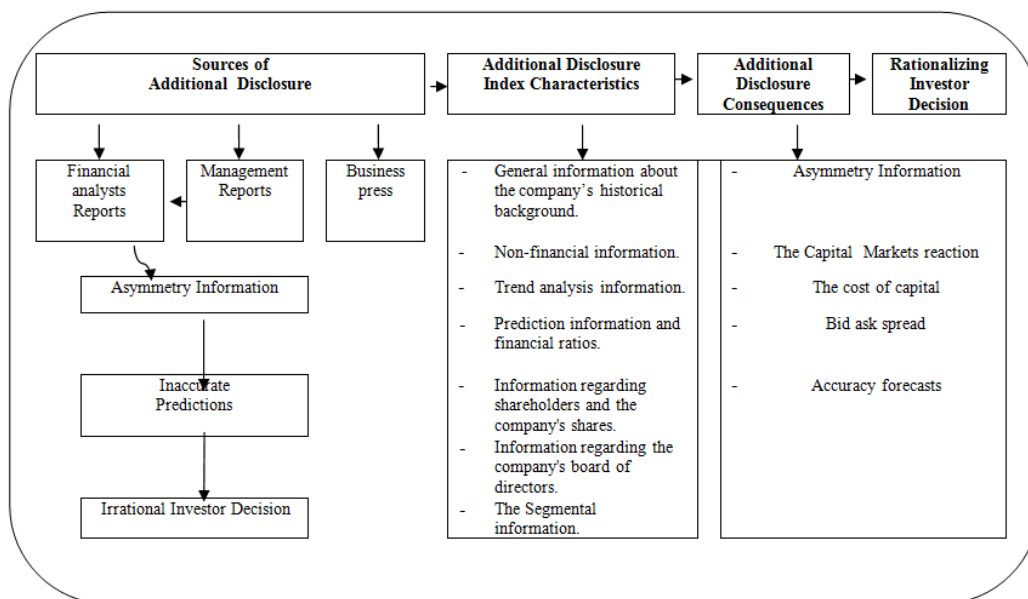 Sources of
Additional Disclosure
Additional Disclosure
Index Characteristics
Additional
Disclosure
Consequences
Rationalizing
Investor
Decision
Financial
analysts
Reports
Management
Reports
Business
press
Asymmetry Information
Inaccurate
Predictions
Irrational Investor Decision
- General information about
the company’s historical
background.
- Non-financial information.
- Trend analysis information.
- Prediction information and
financial ratios.
- Information regarding
shareholders and the
company's shares.
- Information regarding the
company's board of
directors.
- The Segmental
information.
- Asymmetry Information
- The Capital Markets reaction
- The cost of capital
- Bid ask spread
- Accuracy forecasts